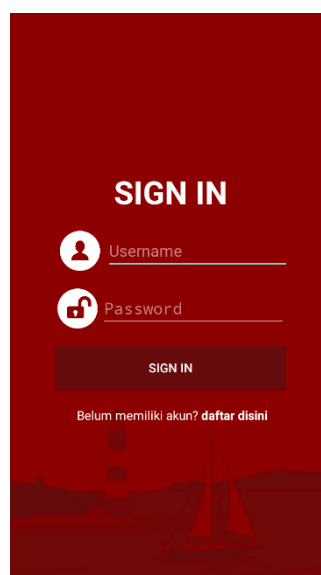 SIGN IN
Username
Password
SIGN IN
Belum memiliki akun? daftar disini